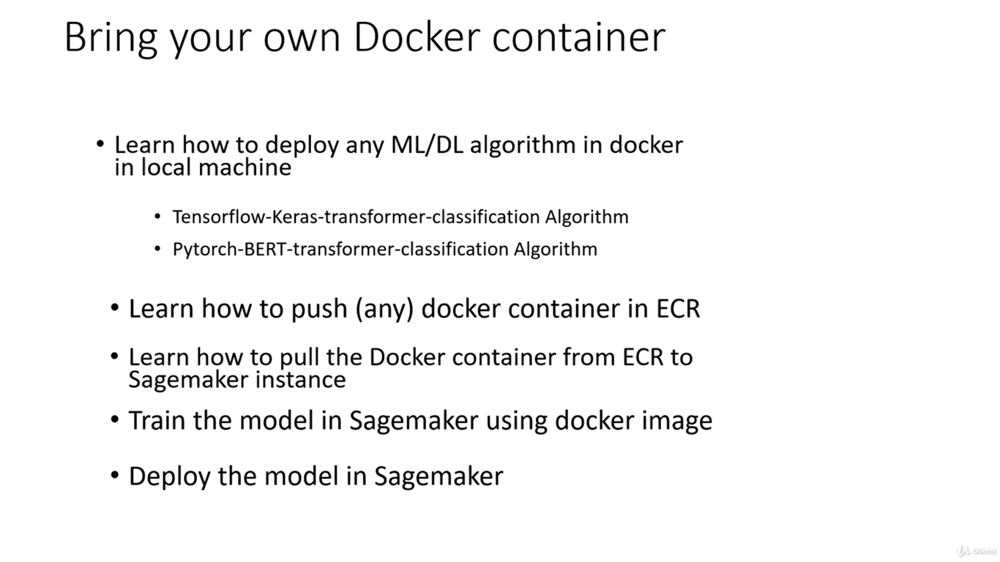 Bring your own Docker container
• Learn how to deploy any ML/DL algorithm in docker
in local machine
• Tensorflow-Keras-transformer-classification Algorithm
• Pytorch-BERT-transformer-classification Algorithm
• Learn how to push (any) docker container in ECR
• Learn how to pull the Docker container from ECR to
Sagemaker instance
• Train the model in Sagemaker using docker image
• Deploy the model in Sagemaker
Udemy